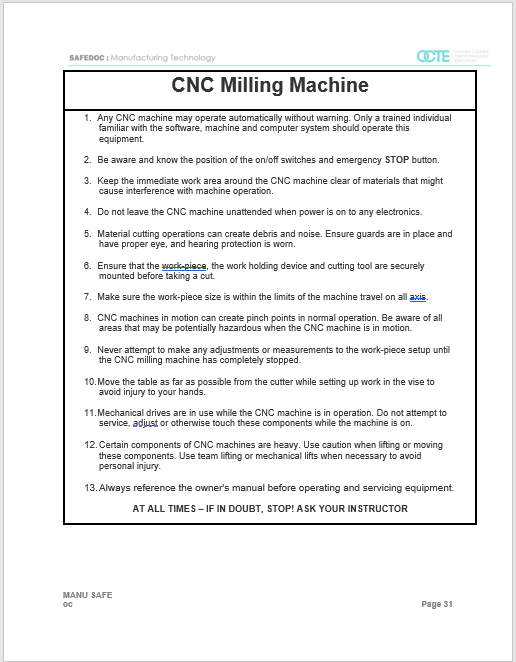 SAFEDOC : Manufacturing Technology
OCTE
CNC Milling Machine
1. Any CNC machine may operate automatically without warning. Only a trained individual
familiar with the software, machine and computer system should operate this
equipment.
2. Be aware and know the position of the on/off switches and emergency STOP button.
3. Keep the immediate work area around the CNC machine clear of materials that might
cause interference with machine operation.
4. Do not leave the CNC machine unattended when power is on to any electronics.
5. Material cutting operations can create debris and noise. Ensure guards are in place and
have proper eye, and hearing protection is worn.
6. Ensure that the work-piece, the work holding device and cutting tool are securely
mounted before taking a cut.
7. Make sure the work-piece size is within the limits of the machine travel on all axis.
8. CNC machines in motion can create pinch points in normal operation. Be aware of all
areas that may be potentially hazardous when the CNC machine is in motion.
9. Never attempt to make any adjustments or measurements to the work-piece setup until
the CNC milling machine has completely stopped.
10. Move the table as far as possible from the cutter while setting up work in the vise to
avoid injury to your hands.
11. Mechanical drives are in use while the CNC machine is in operation. Do not attempt to
service, adjust or otherwise touch these components while the machine is on.
12. Certain components of CNC machines are heavy. Use caution when lifting or moving
these components. Use team lifting or mechanical lifts when necessary to avoid
personal injury.
13. Always reference the owner's manual before operating and servicing equipment.
AT ALL TIMES – IF IN DOUBT, STOP! ASK YOUR INSTRUCTOR
MANU SAFE
oc
Page 31